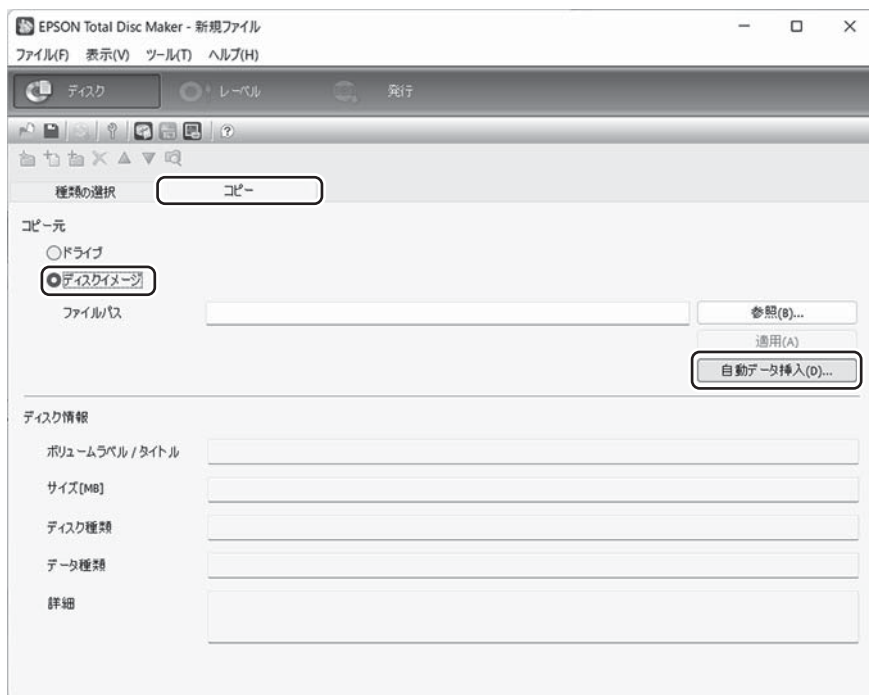 EPSON Total Disc Maker - 新規ファイル
ファイル(F) 表示(V) ツール(T) ヘルプ(H)
ディスク レーベル 発行
種類の選択 コピー
コピー元
ドライブ
ディスクイメージ
ファイルパス 参照(B)...
適用(A)
自動データ挿入(D)...
ディスク情報
ボリュームラベル / タイトル
サイズ[MB]
ディスク種類
データ種類
詳細